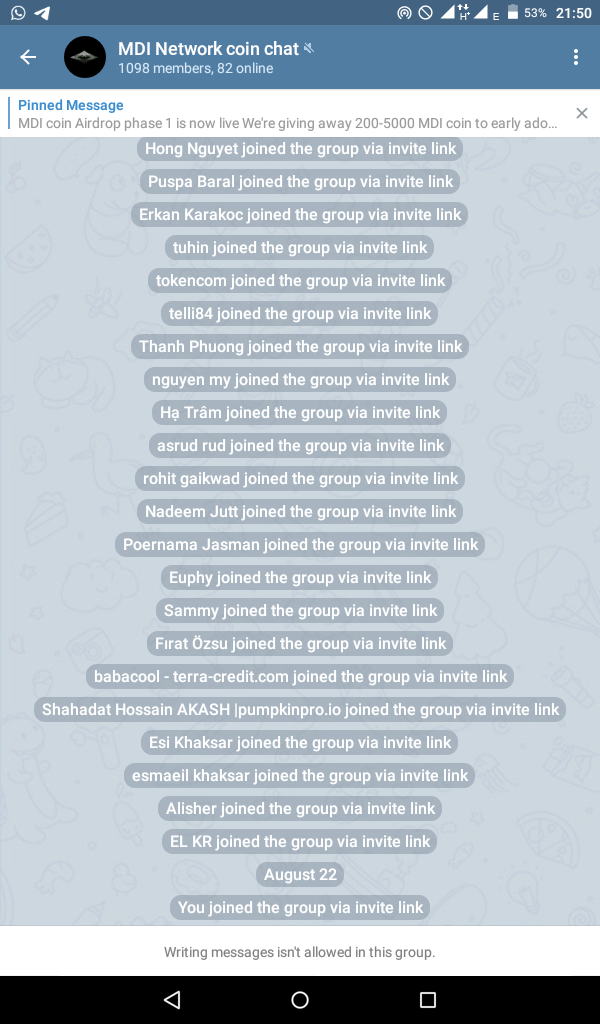 H E 53% 21:50
MDI Network coin chat
1098 members, 82 online
Pinned Message
MDI coin Airdrop phase 1 is now live We're giving away 200-5000 MDI coin to early ado...
Hong Nguyet joined the group via invite link
Puspa Baral joined the group via invite link
Erkan Karakoc joined the group via invite link
tuhin joined the group via invite link
tokencom joined the group via invite link
telli84 joined the group via invite link
Thanh Phuong joined the group via invite link
nguyen my joined the group via invite link
Hạ Trâm joined the group via invite link
asrud rud joined the group via invite link
rohit gaikwad joined the group via invite link
Nadeem Jutt joined the group via invite link
Poernama Jasman joined the group via invite link
Euphy joined the group via invite link
Sammy joined the group via invite link
Fırat Özsu joined the group via invite link
babacool - terra-credit.com joined the group via invite link
Shahadat Hossain AKASH |pumpkinpro.io joined the group via invite link
Esi Khaksar joined the group via invite link
esmaeil khaksar joined the group via invite link
Alisher joined the group via invite link
EL KR joined the group via invite link
August 22
You joined the group via invite link
Writing messages isn't allowed in this group.